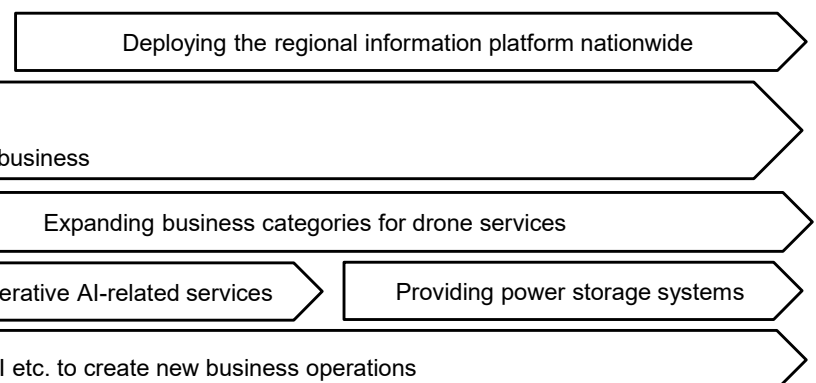 Deploying the regional information platform nationwide
business
Expanding business categories for drone services
erative AI-related services
Providing power storage systems
I etc. to create new business operations